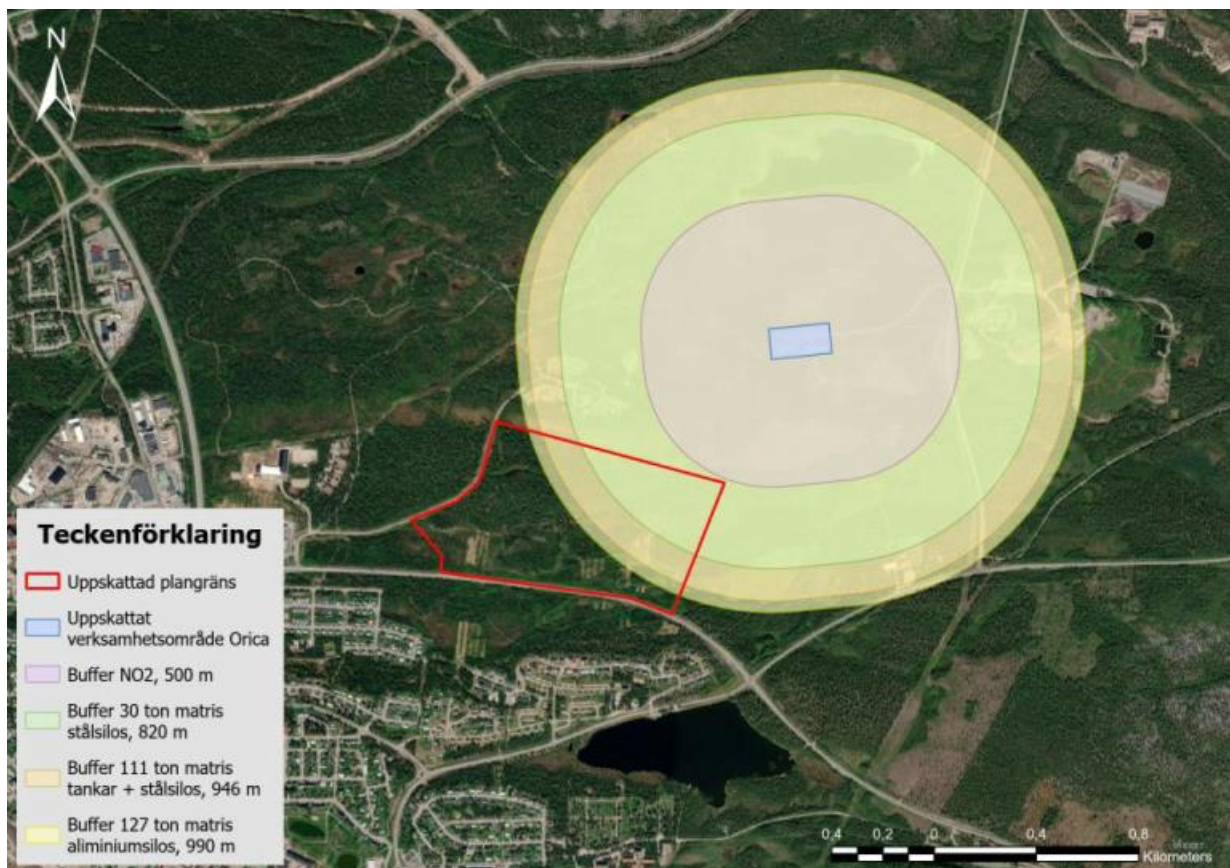 N
Teckenförklaring
Uppskattad plangräns
Uppskattat
verksamhetsområde Orica
Buffer NO2, 500 m
Buffer 30 ton matris
stålsilos, 820 m
Buffer 111 ton matris
tankar + stålsilos, 946 m
Buffer 127 ton matris
aliminiumsilos, 990 m
0,4 0,2 0 0,4 0,8
Kilometers